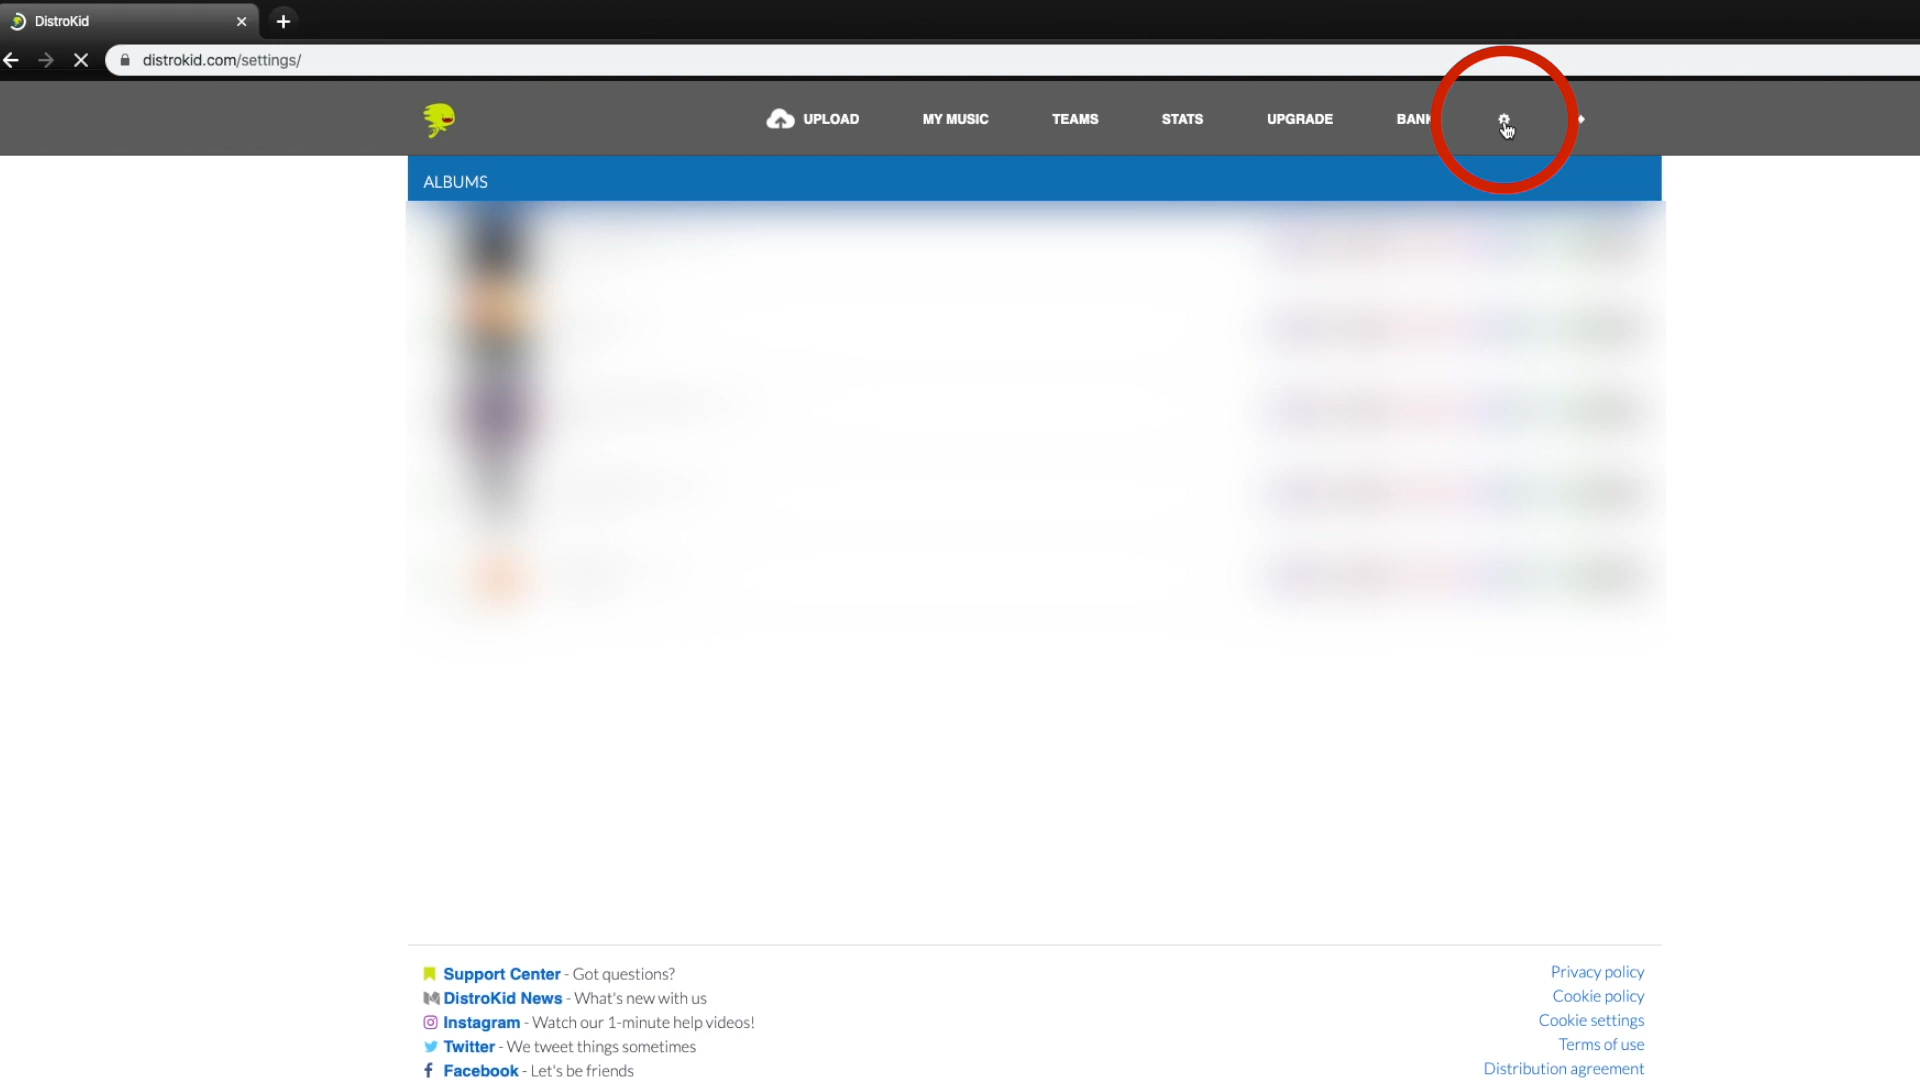 DistroKid
distrokid.com/settings/
UPLOAD MY MUSIC TEAMS STATS UPGRADE BANK
ALBUMS
Support Center - Got questions?
DistroKid News - What's new with us
Instagram - Watch our 1-minute help videos!
Twitter - We tweet things sometimes
Facebook - Let's be friends
Privacy policy
Cookie policy
Cookie settings
Terms of use
Distribution agreement